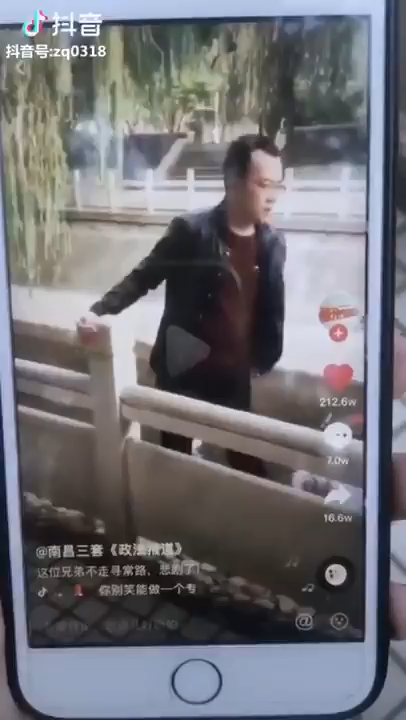 抖音
抖音号:zq0318
212.6w
7.0w
16.6w
@南昌三套《政法报道》
这位兄弟不走寻常路，悲剧了！
你别笑能做一个专
@